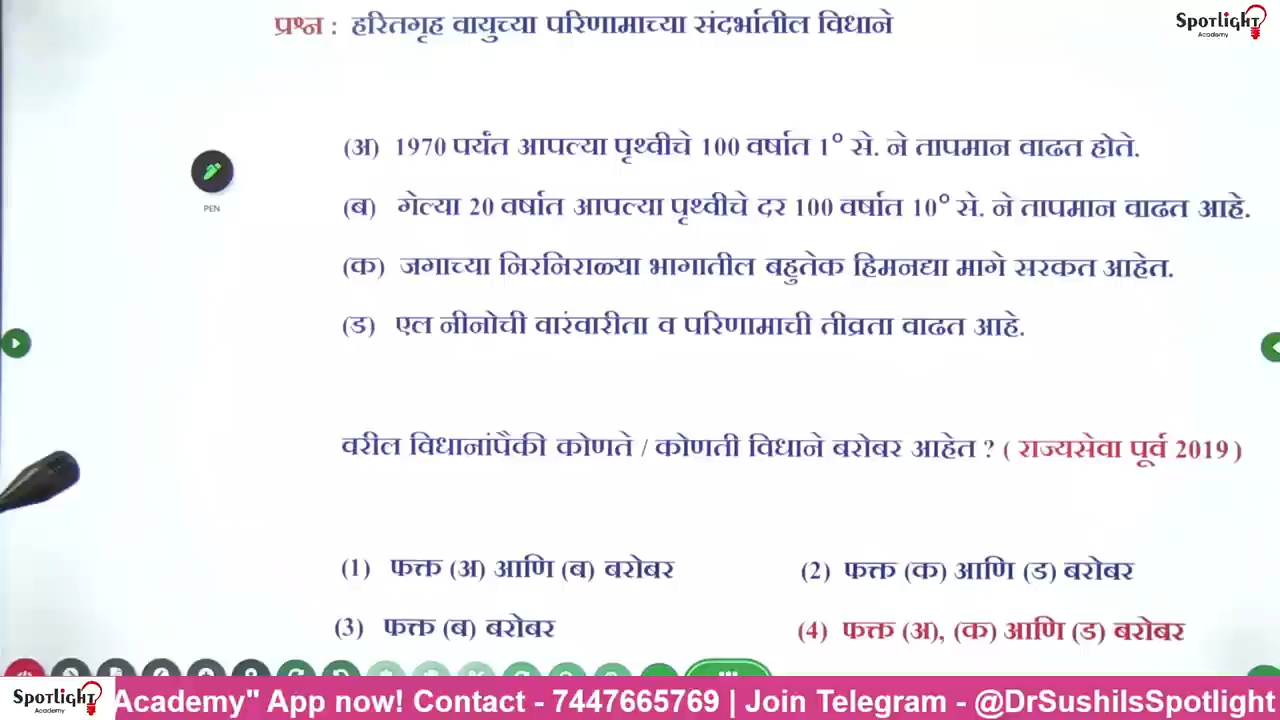 प्रश्न : हरितगृह वायुच्या परिणामाच्या संदर्भातील विधाने
Spotlight
Academy
(अ) 1970 पर्यंत आपल्या पृथ्वीचे 100 वर्षात 1° से. ने तापमान वाढत होते.
PEN
(ब) गेल्या 20 वर्षात आपल्या पृथ्वीचे दर 100 वर्षात 10° से. ने तापमान वाढत आहे.
(क) जगाच्या निरनिराळ्या भागातील बहुतेक हिमनद्या मागे सरकत आहेत.
(ड) एल नीनोची वारंवारीता व परिणामाची तीव्रता वाढत आहे.
वरील विधानांपैकी कोणते / कोणती विधाने बरोबर आहेत ? ( राज्यसेवा पूर्व 2019 )
(1) फक्त (अ) आणि (ब) बरोबर (2) फक्त (क) आणि (ड) बरोबर
(3) फक्त (ब) बरोबर (4) फक्त (अ), (क) आणि (ड) बरोबर
Spotlight
Academy
Academy" App now! Contact - 7447665769 | Join Telegram - @DrSushilsSpotlight